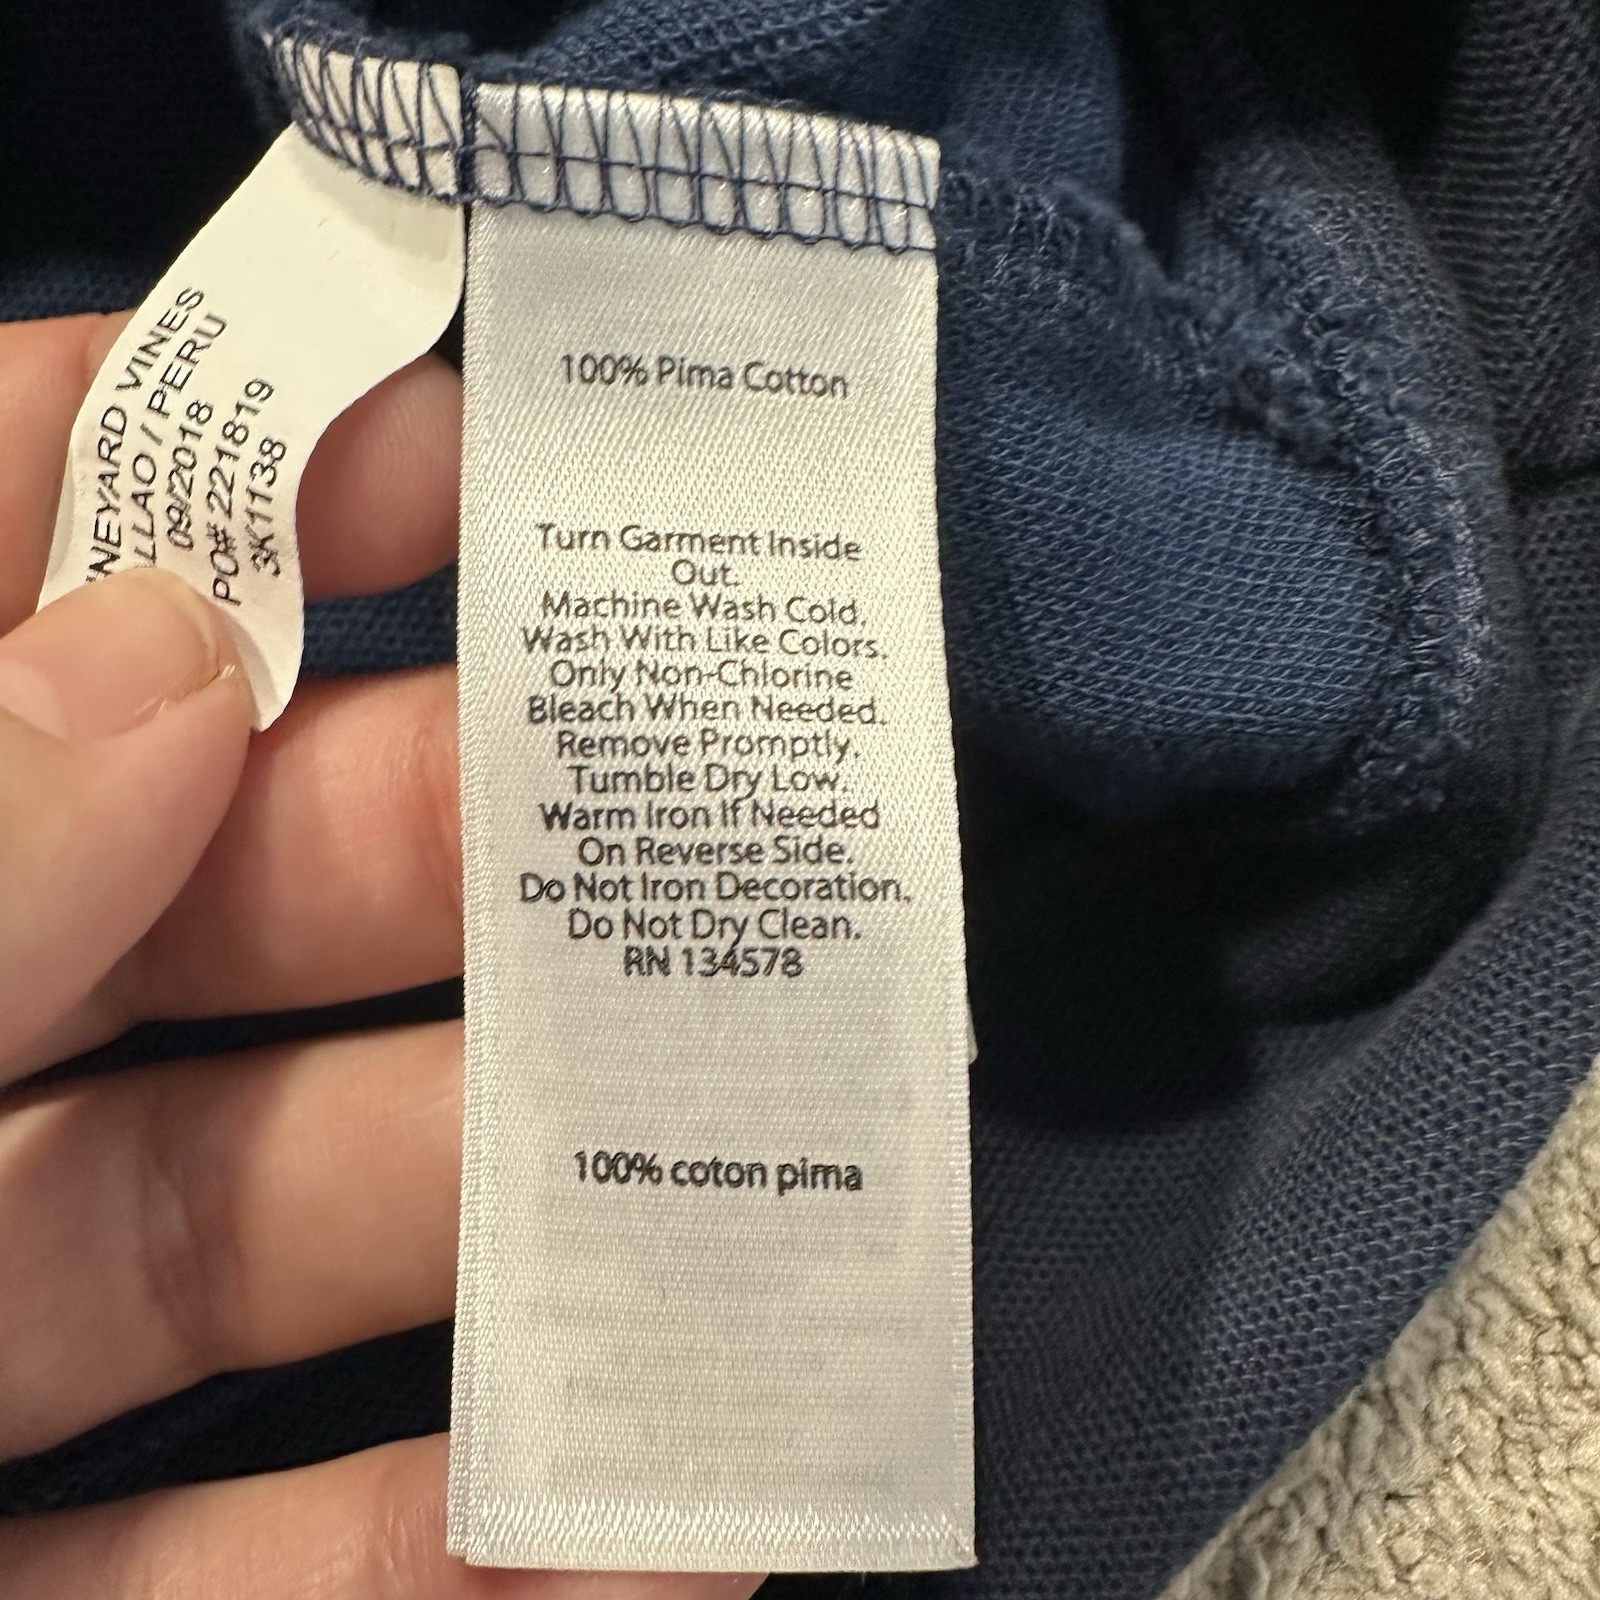 INEYARD VINES
LLAO / PERU
09/2018
PO# 221819
3K1138
100% Pima Cotton
Turn Garment Inside
Out.
Machine Wash Cold.
Wash With Like Colors.
Only Non-Chlorine
Bleach When Needed.
Remove Promptly.
Tumble Dry Low.
Warm Iron If Needed
On Reverse Side.
Do Not Iron Decoration.
Do Not Dry Clean.
RN 134578
100% coton pima